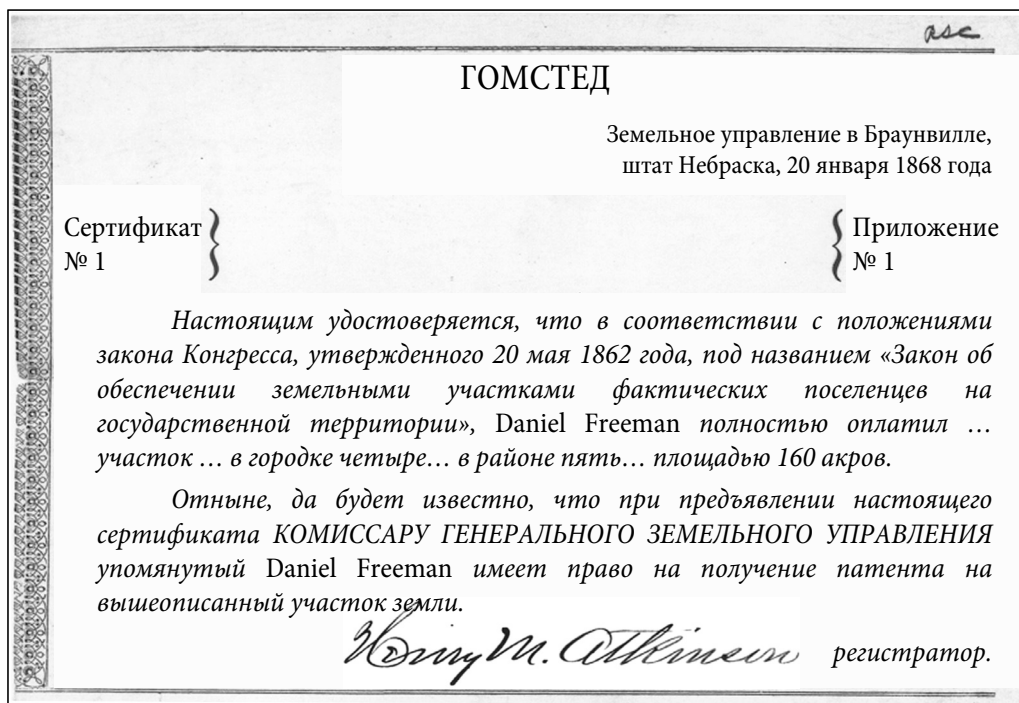 asc
ГОМСТЕД
Земельное управление в Браунвилле,
штат Небраска, 20 января 1868 года
Сертификат
№ 1
Приложение
№ 1
Настоящим удостоверяется, что в соответствии с положениями
закона Конгресса, утвержденного 20 мая 1862 года, под названием «Закон об
обеспечении земельными участками фактических поселенцев на
государственной территории», Daniel Freeman полностью оплатил …
участок … в городке четыре… в районе пять… площадью 160 акров.
Отныне, да будет известно, что при предъявлении настоящего
сертификата КОМИССАРУ ГЕНЕРАЛЬНОГО ЗЕМЕЛЬНОГО УПРАВЛЕНИЯ
упомянутый Daniel Freeman имеет право на получение патента на
вышеописанный участок земли.
Henry M. Atkinson регистратор.